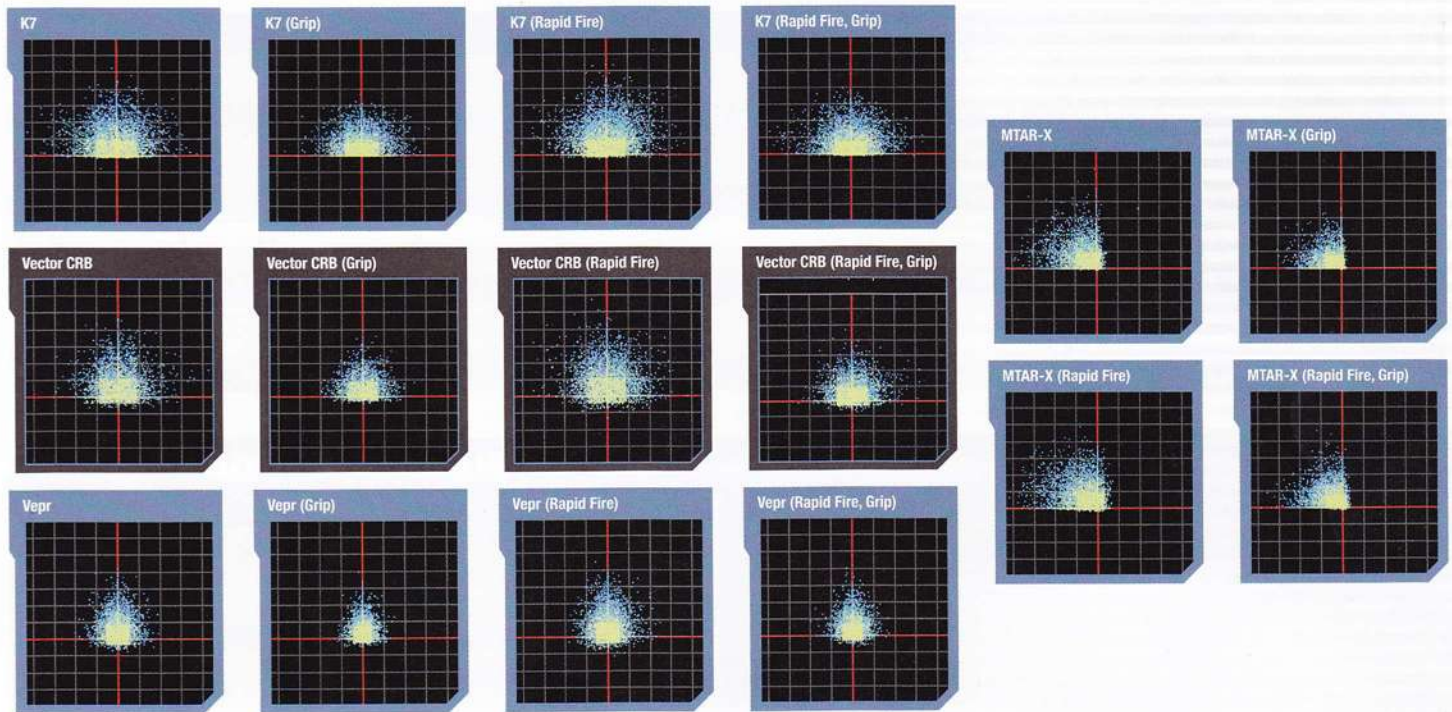 K7
K7 (Grip)
K7 (Rapid Fire)
K7 (Rapid Fire, Grip)
Vector CRB
Vector CRB (Grip)
Vector CRB (Rapid Fire)
Vector CRB (Rapid Fire, Grip)
Vepr
Vepr (Grip)
Vepr (Rapid Fire)
Vepr (Rapid Fire, Grip)
MTAR-X
MTAR-X (Grip)
MTAR-X (Rapid Fire)
MTAR-X (Rapid Fire, Grip)